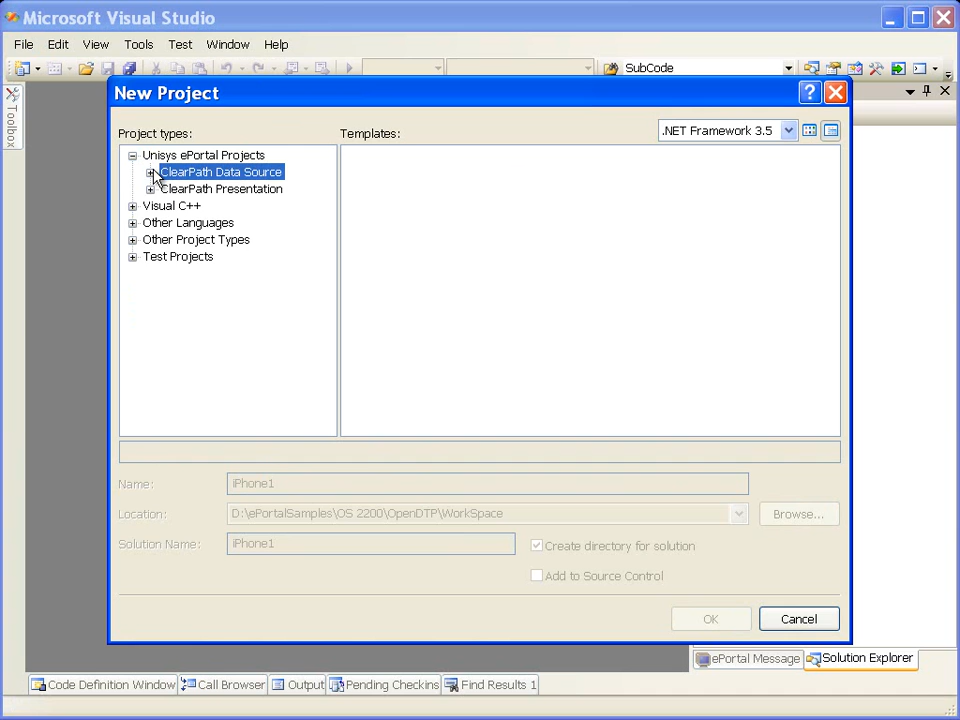 Microsoft Visual Studio
File Edit View Tools Test Window Help
SubCode
Toolbox
New Project
Project types:
Templates:
.NET Framework 3.5
Unisys ePortal Projects
ClearPath Data Source
ClearPath Presentation
Visual C++
Other Languages
Other Project Types
Test Projects
Name:
iPhone1
Location:
D:\ePortalSamples\OS 2200\OpenDTP\WorkSpace
Browse...
Solution Name:
iPhone1
Create directory for solution
Add to Source Control
OK
Cancel
ePortal Message
Solution Explorer
Code Definition Window
Call Browser
Output
Pending Checkins
Find Results 1